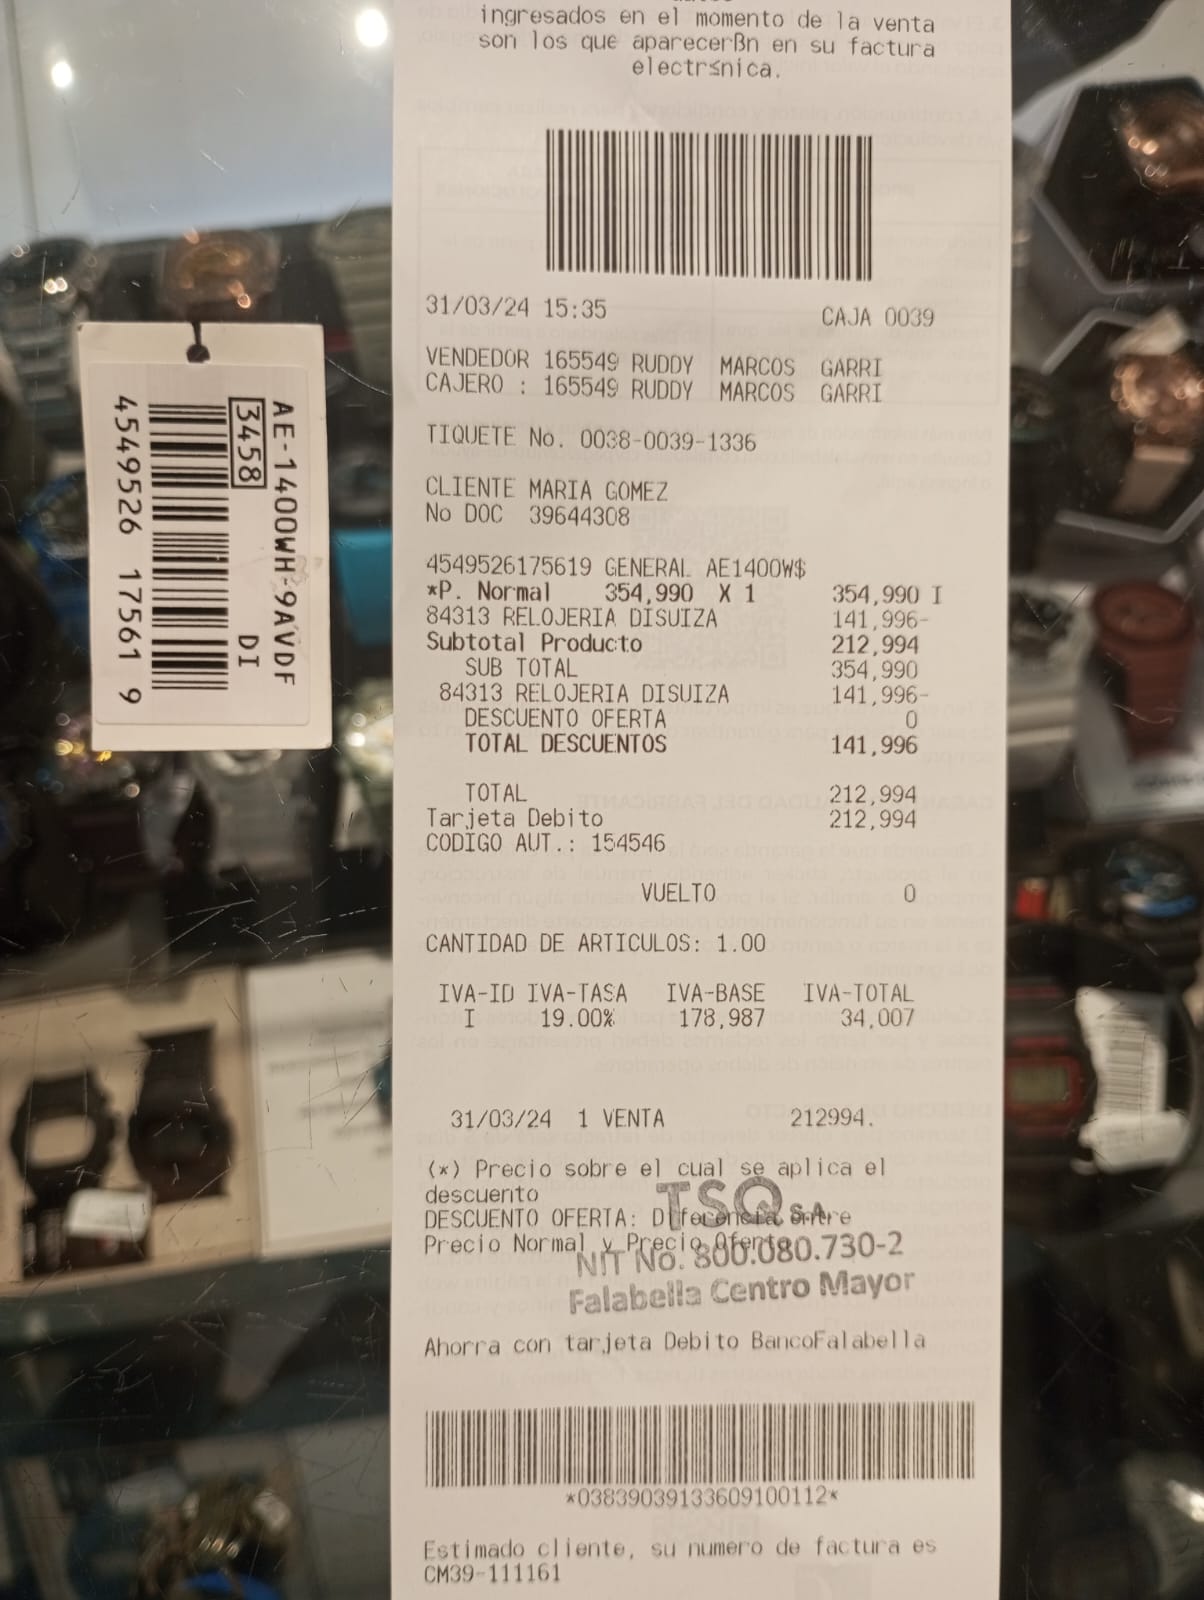 ingresados en el momento de la venta
son los que aparecerßn en su factura
electr≤nica.
31/03/24 15:35 CAJA 0039
VENDEDOR 165549 RUDDY MARCOS GARRI
CAJERO : 165549 RUDDY MARCOS GARRI
TIQUETE No. 0038-0039-1336
CLIENTE MARIA GOMEZ
No DOC 39644308
4549526175619 GENERAL AE1400W$
*P. Normal 354,990 X 1 354,990 I
84313 RELOJERIA DISUIZA 141,996-
Subtotal Producto 212,994
SUB TOTAL 354,990
84313 RELOJERIA DISUIZA 141,996-
DESCUENTO OFERTA 0
TOTAL DESCUENTOS 141,996
TOTAL 212,994
Tarjeta Debito 212,994
CODIGO AUT.: 154546
VUELTO 0
CANTIDAD DE ARTICULOS: 1.00
IVA-ID IVA-TASA IVA-BASE IVA-TOTAL
I 19.00% 178,987 34,007
31/03/24 1 VENTA 212994.
(*) Precio sobre el cual se aplica el
descuento
DESCUENTO OFERTA: Diferencia entre
Precio Normal y Precio Oferta
TSQ S.A.
NIT No. 800.080.730-2
Falabella Centro Mayor
Ahorra con tarjeta Debito BancoFalabella
*03839039133609100112*
Estimado cliente, su numero de factura es
CM39-111161
AE-1400WH-9AVDF
3458 DI
4549526 17561 9